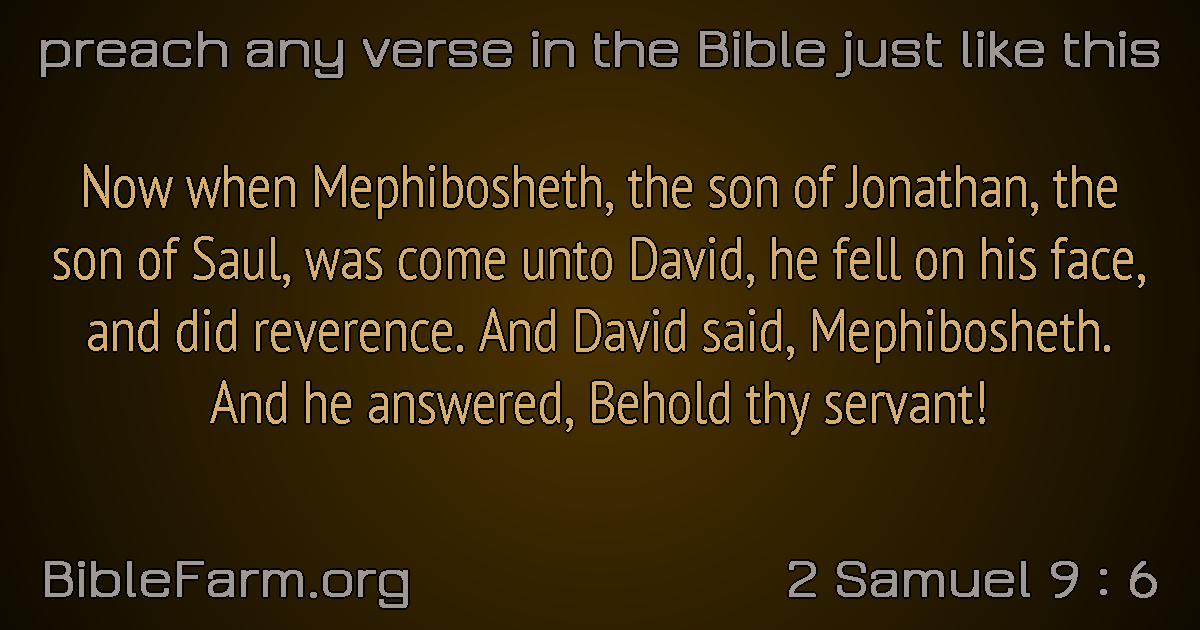 preach any verse in the Bible just like this
Now when Mephibosheth, the son of Jonathan, the
son of Saul, was come unto David, he fell on his face,
and did reverence. And David said, Mephibosheth.
And he answered, Behold thy servant!
BibleFarm.org
2 Samuel 9 : 6